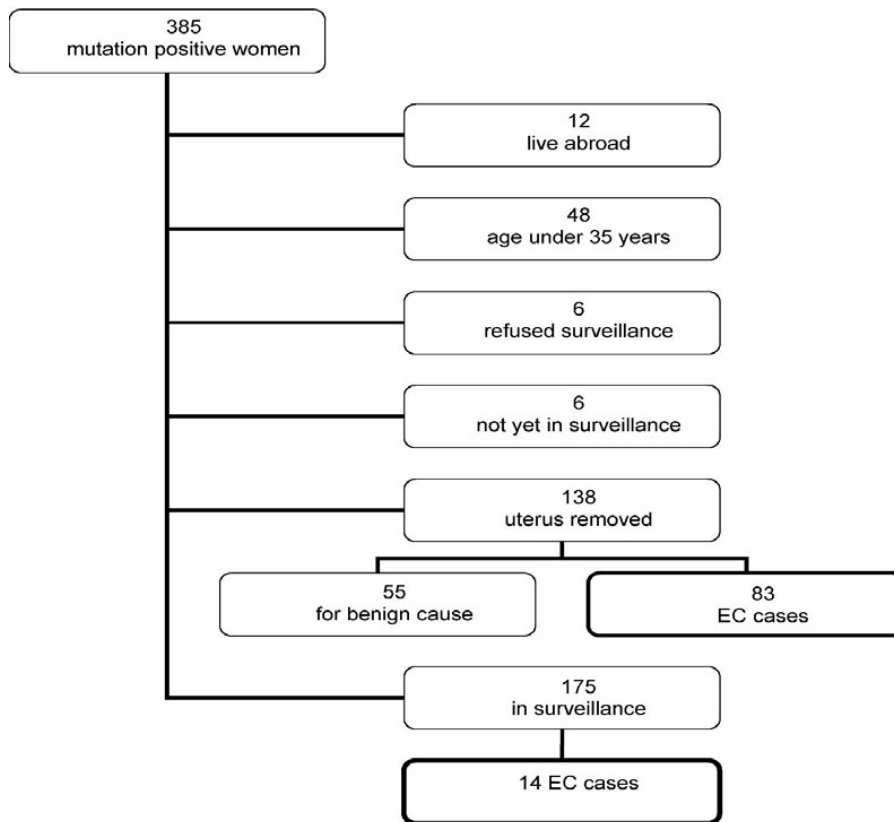 385
mutation positive women
12
live abroad
48
age under 35 years
6
refused surveillance
6
not yet in surveillance
138
uterus removed
55
for benign cause
83
EC cases
175
in surveillance
14 EC cases